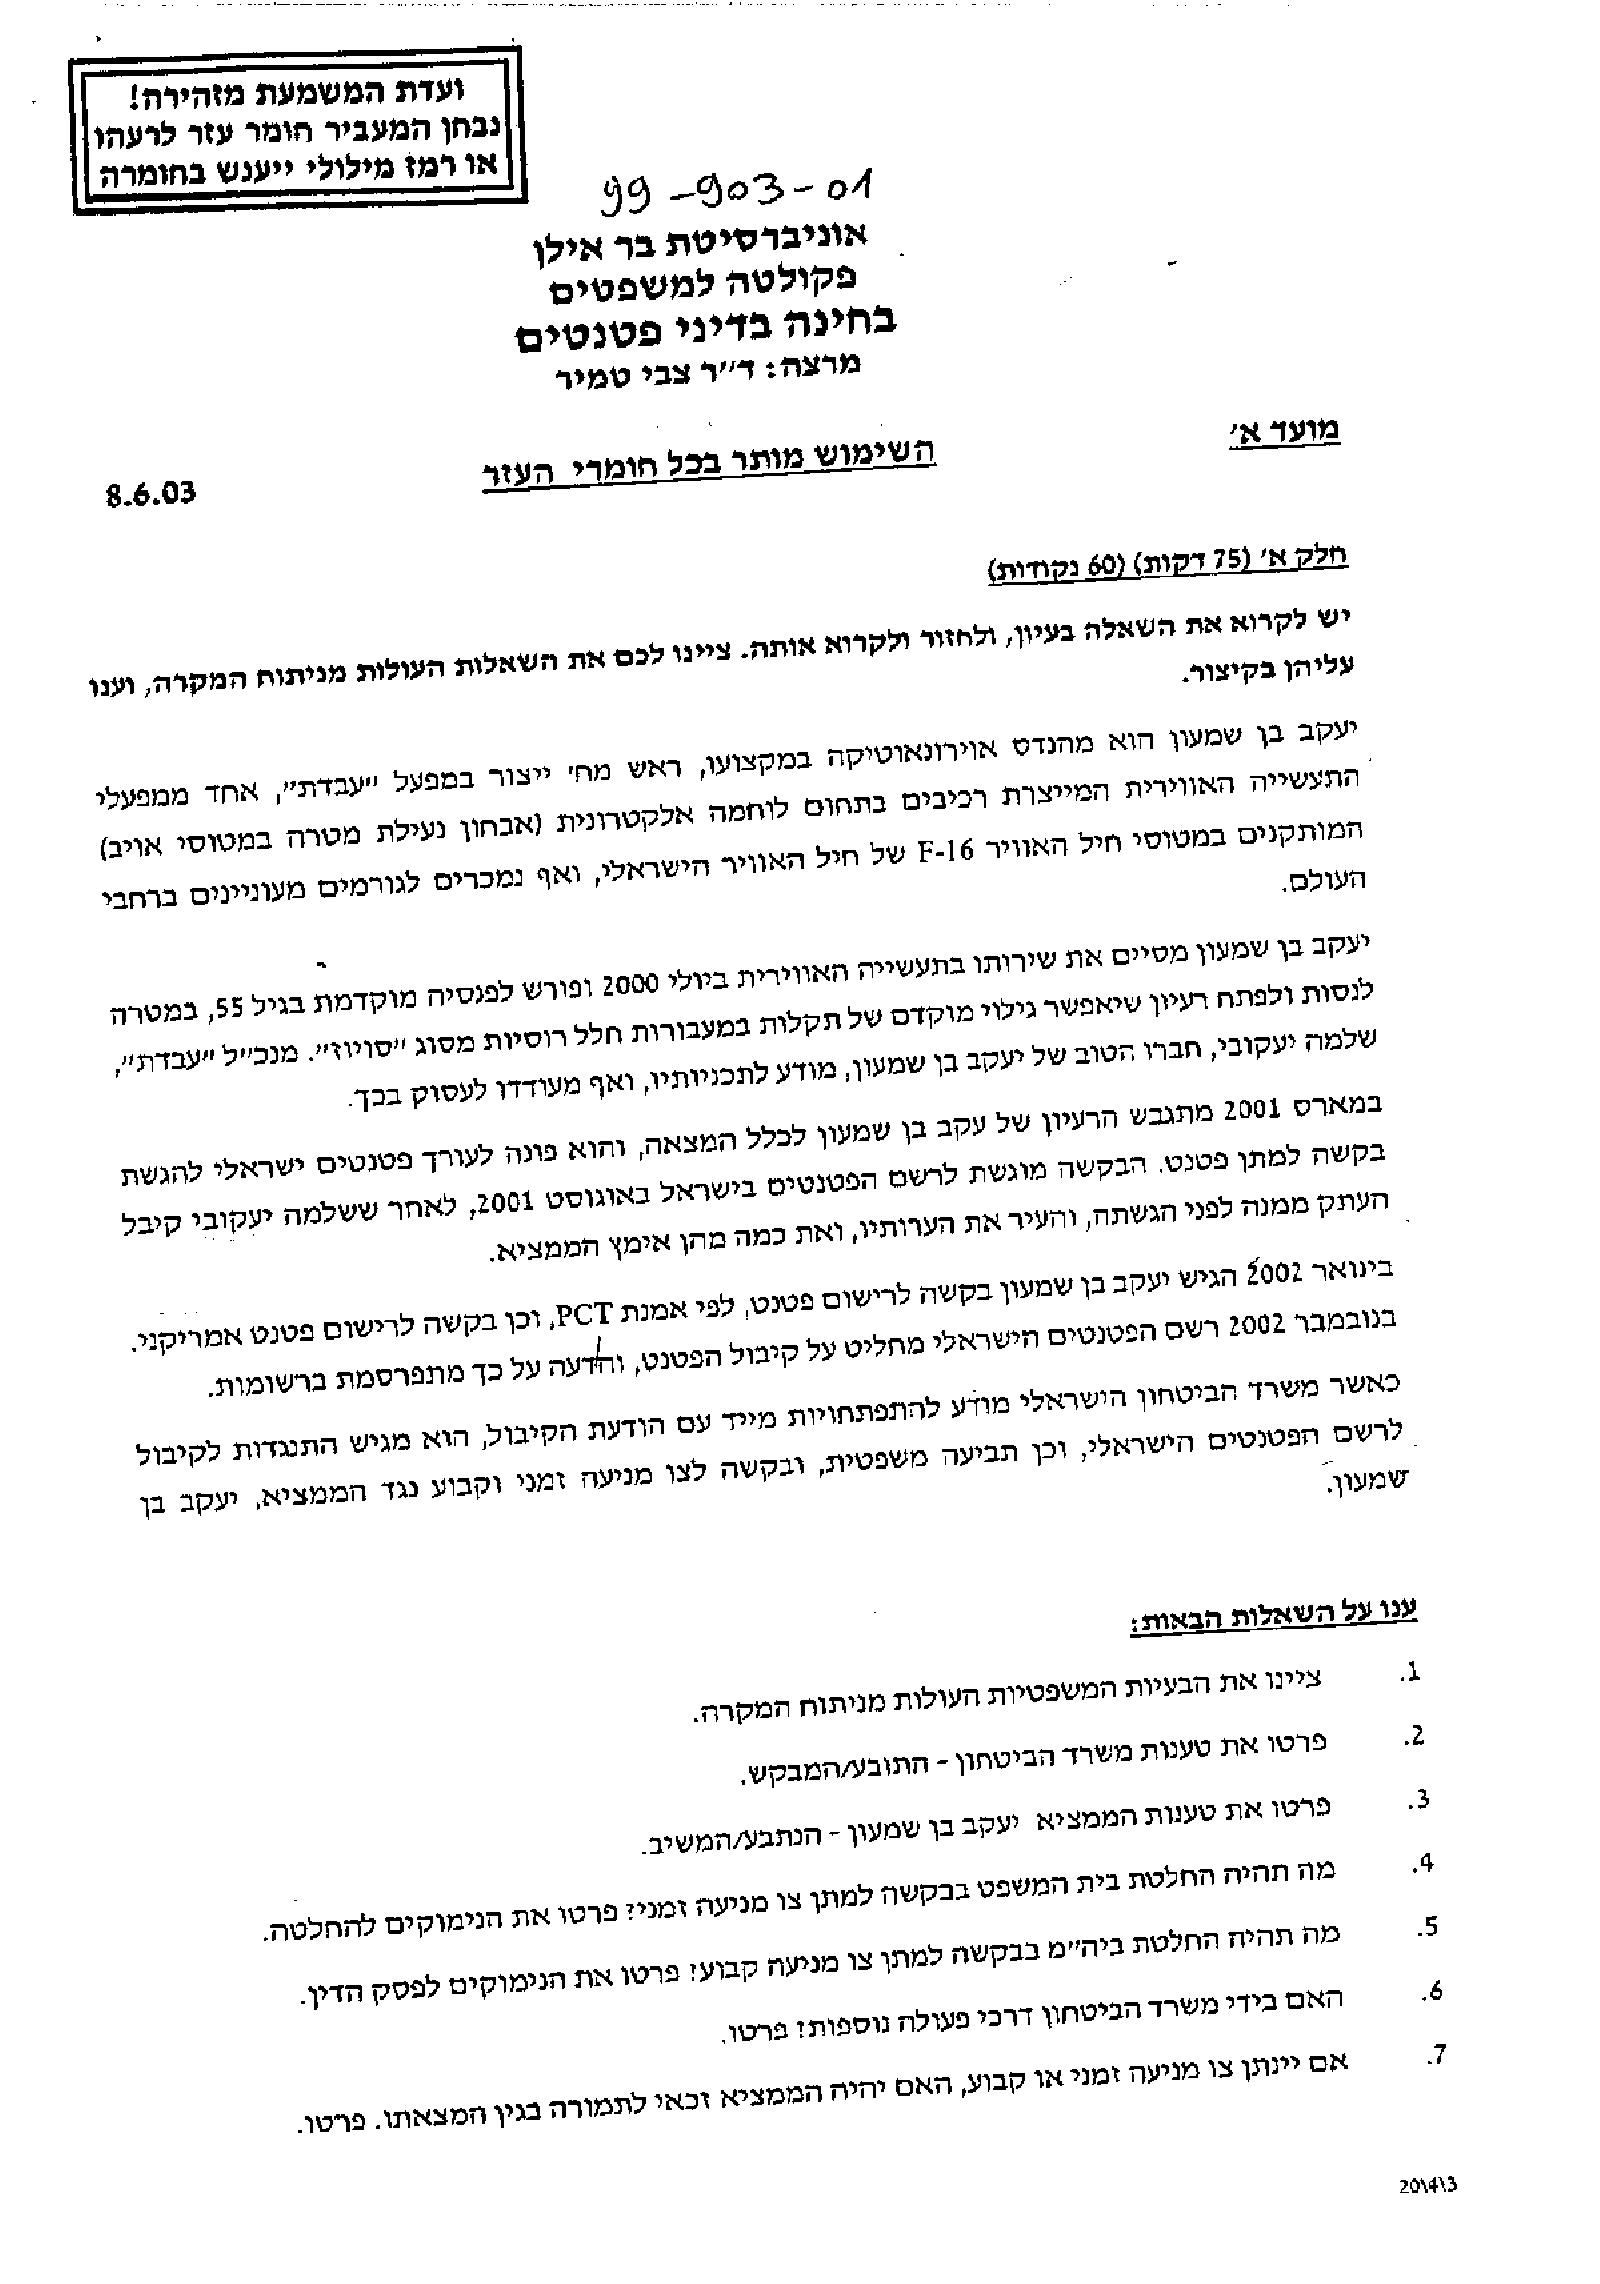 ועדת המשמעת מזהירה!
נבחן המעביר חומר עזר לרעהו
או רמז מילולי ייענש בחומרה
99-903-01
אוניברסיטת בר אילן
פקולטה למשפטים
בחינה בדיני פטנטים
מרצה: ד״ר צבי טמיר
מועד א׳
השימוש מותר בכל חומרי העזר
8.6.03
חלק א׳ (75 דקות) (60 נקודות)
יש לקרוא את השאלה בעיון, ולחזור ולקרוא אותה. ציינו לכם את השאלות העולות מניתוח המקרה, וענו
עליהן בקיצור.
יעקב בן שמעון הוא מהנדס אוירונאוטיקה במקצועו, ראש מח׳ ייצור במפעל ״עבדת״, אחד ממפעלי
התעשייה האווירית המייצרת רכיבים בתחום לוחמה אלקטרונית (אבחון נעילת מטרה במטוסי אויב)
המותקנים במטוסי חיל האוויר F-16 של חיל האוויר הישראלי, ואף נמכרים לגורמים מעוניינים ברחבי
העולם.
יעקב בן שמעון מסיים את שירותו בתעשייה האווירית ביולי 2000 ופורש לפנסיה מוקדמת בגיל 55, במטרה
לנסות ולפתח רעיון שיאפשר גילוי מוקדם של תקלות במעבורות חלל רוסיות מסוג ״סויוז״. מנכ״ל ״עבדת״,
שלמה יעקובי, חברו הטוב של יעקב בן שמעון, מודע לתכניותיו, ואף מעודדו לעסוק בכך.
במארס 2001 מתגבש הרעיון של עקב בן שמעון לכלל המצאה, והוא פונה לעורך פטנטים ישראלי להגשת
בקשה למתן פטנט. הבקשה מוגשת לרשם הפטנטים בישראל באוגוסט 2001, לאחר ששלמה יעקובי קיבל
העתק ממנה לפני הגשתה, והעיר את הערותיו, ואת כמה מהן אימץ הממציא.
בינואר 2002 הגיש יעקב בן שמעון בקשה לרישום פטנט, לפי אמנת PCT, וכן בקשה לרישום פטנט אמריקני.
בנובמבר 2002 רשם הפטנטים הישראלי מחליט על קיבול הפטנט, והדעה על כך מתפרסמת ברשומות.
כאשר משרד הביטחון הישראלי מודע להתפתחויות מייד עם הודעת הקיבול, הוא מגיש התנגדות לקיבול
לרשם הפטנטים הישראלי, וכן תביעה משפטית, ובקשה לצו מניעה זמני וקבוע נגד הממציא, יעקב בן
שמעון.
ענו על השאלות הבאות:
1. ציינו את הבעיות המשפטיות העולות מניתוח המקרה.
2. פרטו את טענות משרד הביטחון - התובע/המבקש.
3. פרטו את טענות הממציא יעקב בן שמעון - הנתבע/המשיב.
4. מה תהיה החלטת בית המשפט בבקשה למתן צו מניעה זמני? פרטו את הנימוקים להחלטה.
5. מה תהיה החלטת ביה״מ בבקשה למתן צו מניעה קבוע? פרטו את הנימוקים לפסק הדין.
6. האם בידי משרד הביטחון דרכי פעולה נוספות? פרטו.
7. אם יינתן צו מניעה זמני או קבוע, האם יהיה הממציא זכאי לתמורה בגין המצאתו. פרטו.
20\4\3